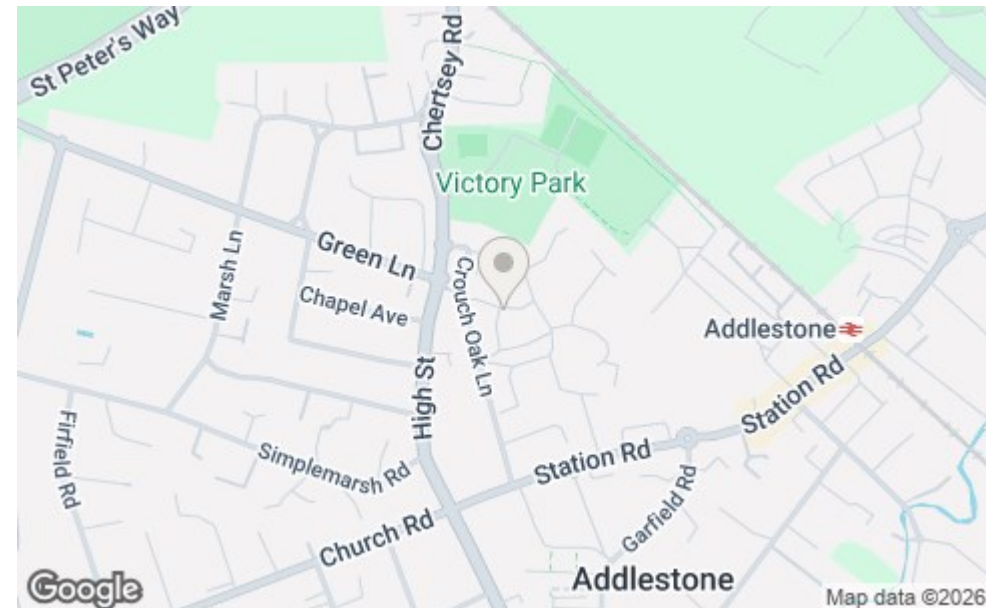 St Peter's Way
Chertsey Rd
Victory Park
Green Ln
Marsh Ln
Chapel Ave
Crouch Oak Ln
Addlestone
High St
Station Rd
Firfield Rd
Simplemarsh Rd
Station Rd
Garfield Rd
Church Rd
Addlestone
Google
Map data ©2026